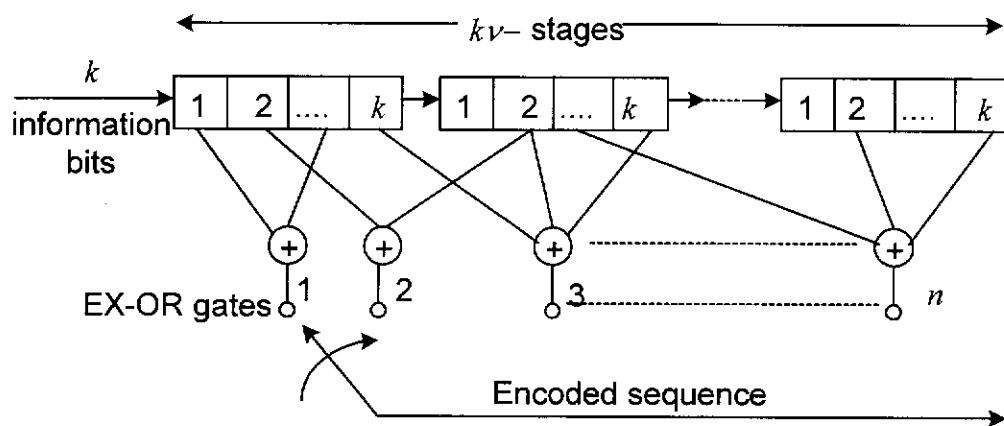 kν– stages
k
information
bits
1 2 .... k
1 2 .... k
1 2 .... k
+ + + +
1 2 3 n
EX-OR gates
Encoded sequence